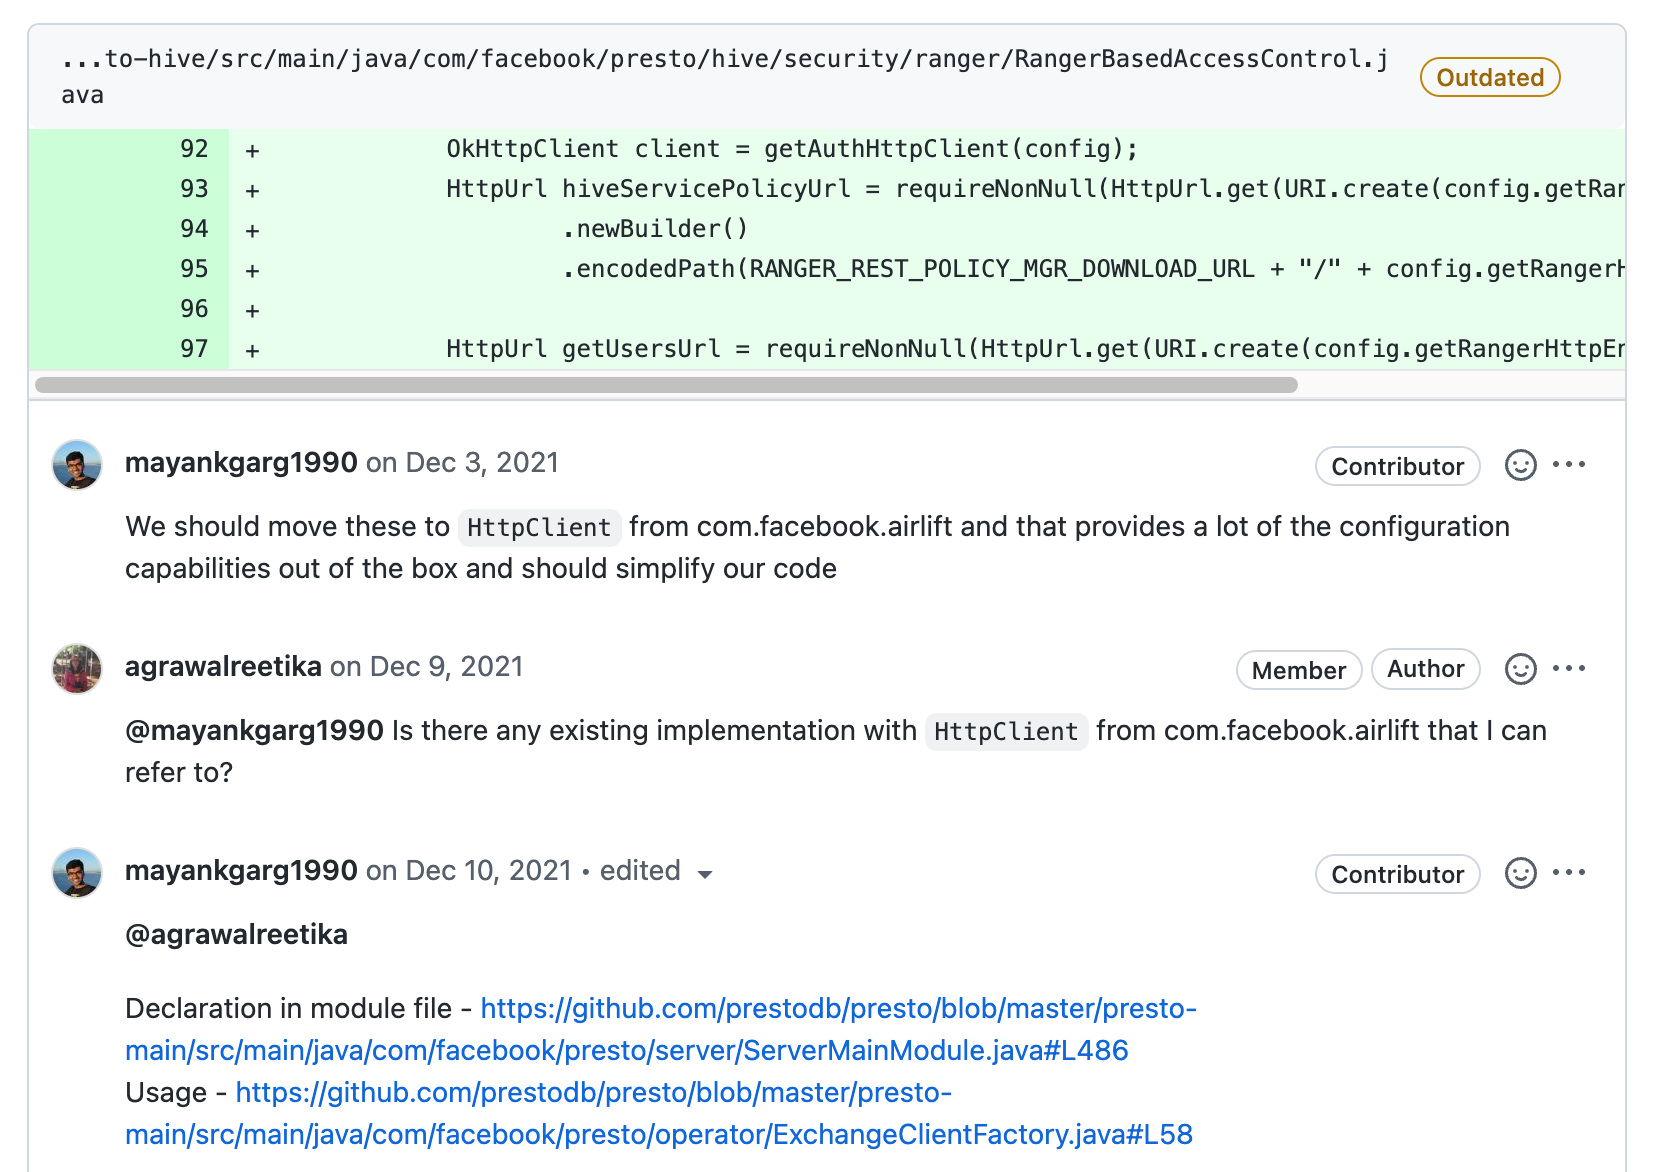 ...to-hive/src/main/java/com/facebook/presto/hive/security/ranger/RangerBasedAccessControl.j
ava
Outdated
92 + OkHttpClient client = getAuthHttpClient(config);
93 + HttpUrl hiveServicePolicyUrl = requireNonNull(HttpUrl.get(URI.create(config.getRan
94 + .newBuilder()
95 + .encodedPath(RANGER_REST_POLICY_MGR_DOWNLOAD_URL + "/" + config.getRangerH
96 +
97 + HttpUrl getUsersUrl = requireNonNull(HttpUrl.get(URI.create(config.getRangerHttpEn
mayankgarg1990 on Dec 3, 2021 Contributor
We should move these to HttpClient from com.facebook.airlift and that provides a lot of the configuration
capabilities out of the box and should simplify our code
agrawalreetika on Dec 9, 2021 Member Author
@mayankgarg1990 Is there any existing implementation with HttpClient from com.facebook.airlift that I can
refer to?
mayankgarg1990 on Dec 10, 2021 • edited Contributor
@agrawalreetika
Declaration in module file - https://github.com/prestodb/presto/blob/master/presto-
main/src/main/java/com/facebook/presto/server/ServerMainModule.java#L486
Usage - https://github.com/prestodb/presto/blob/master/presto-
main/src/main/java/com/facebook/presto/operator/ExchangeClientFactory.java#L58